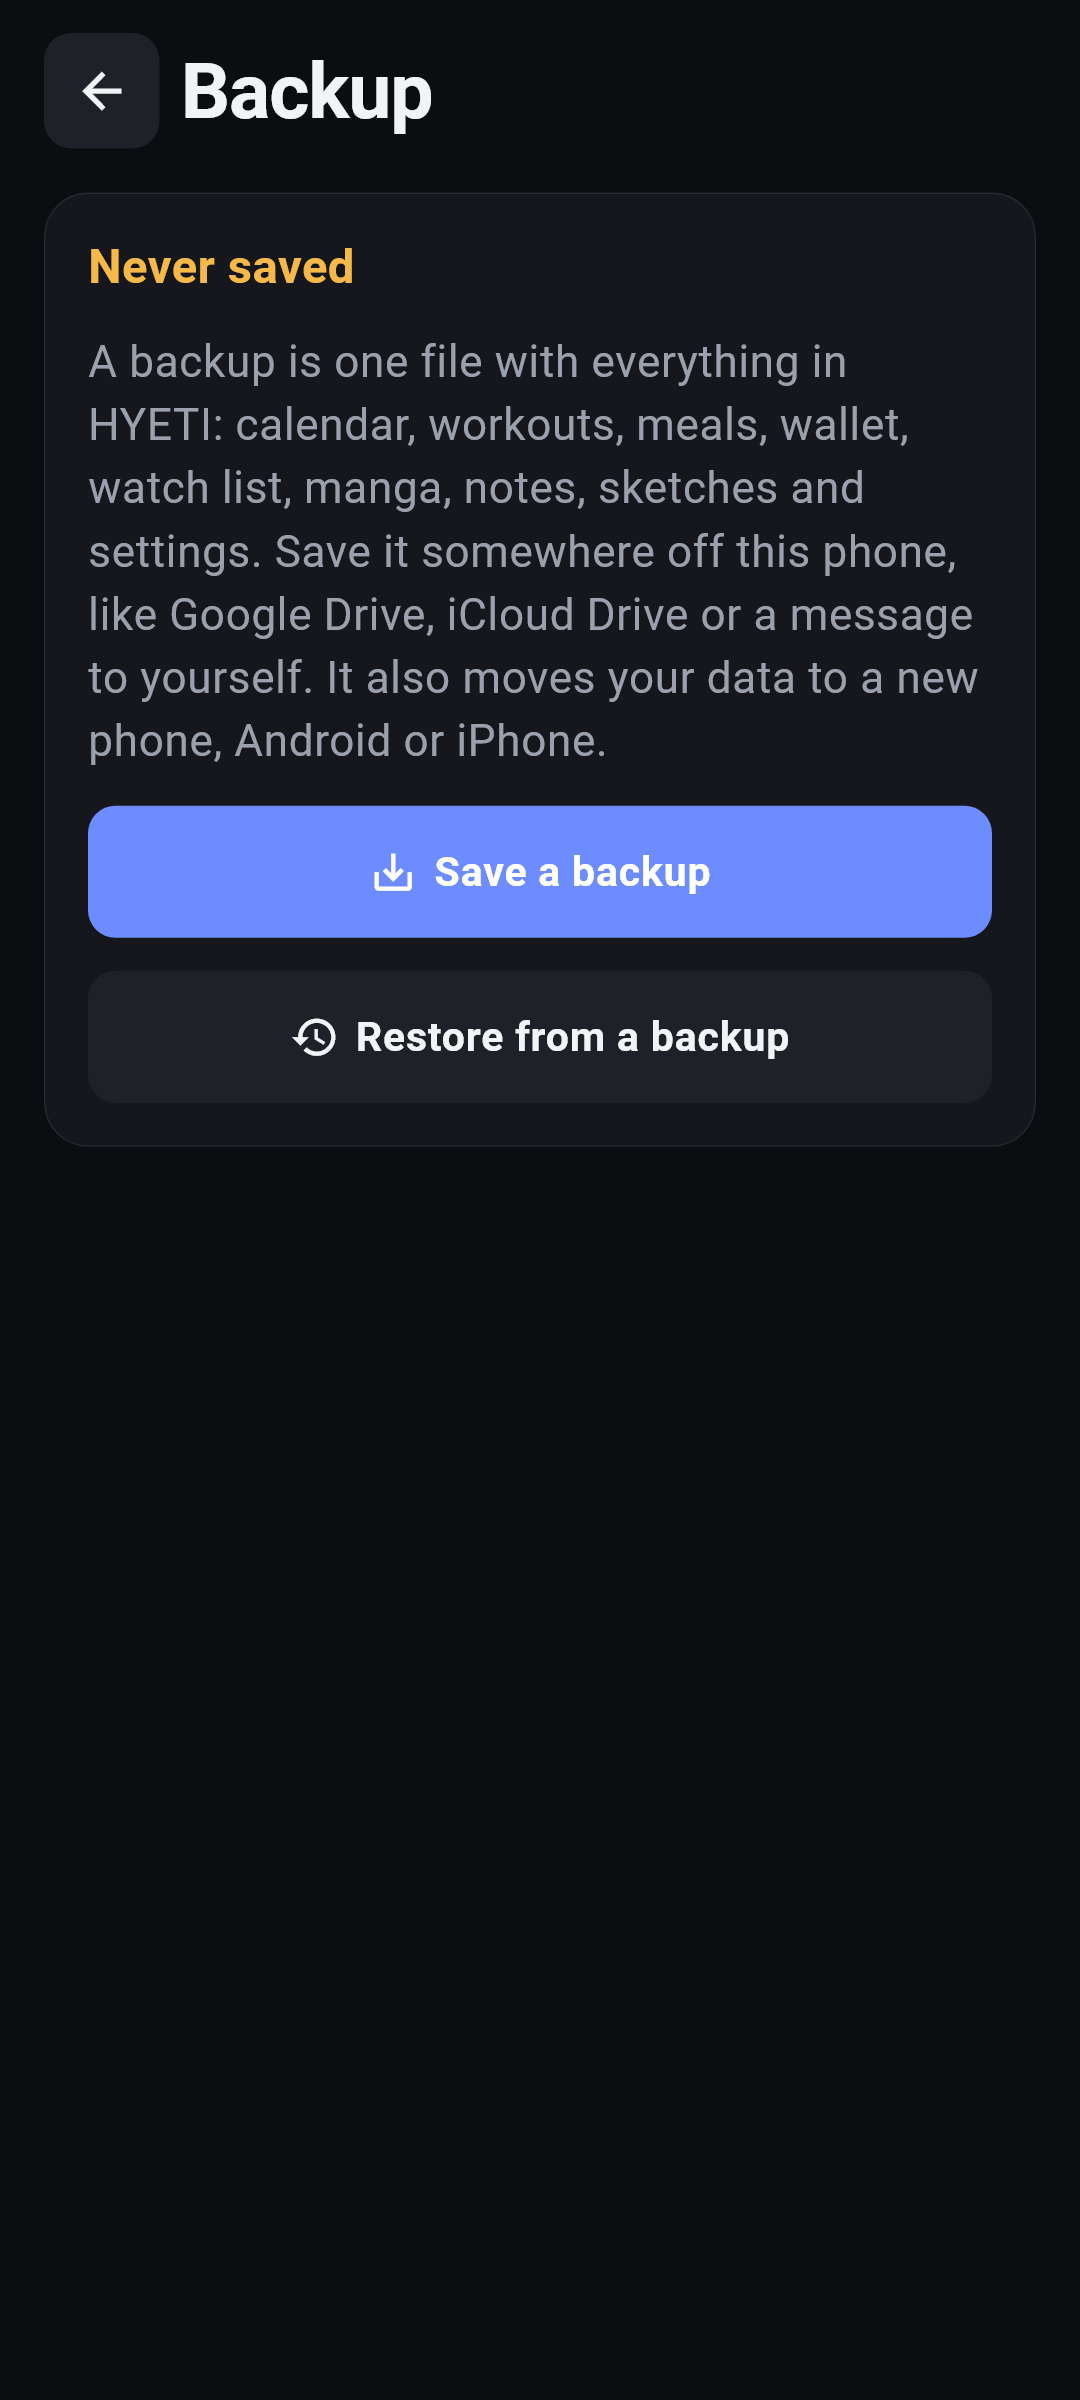 Backup
Never saved
A backup is one file with everything in
HYETI: calendar, workouts, meals, wallet,
watch list, manga, notes, sketches and
settings. Save it somewhere off this phone,
like Google Drive, iCloud Drive or a message
to yourself. It also moves your data to a new
phone, Android or iPhone.
Save a backup
Restore from a backup